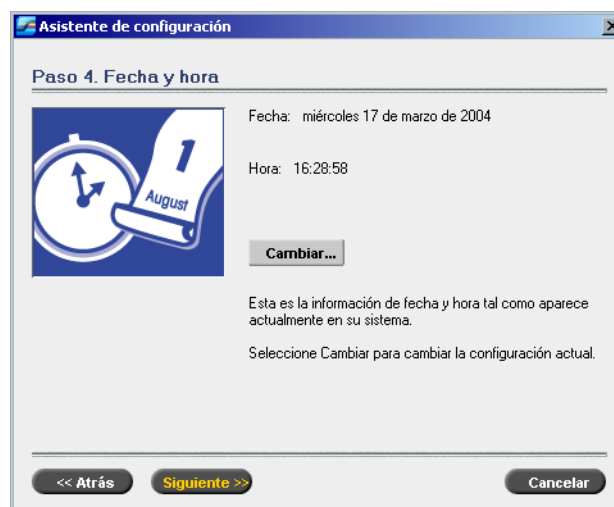 Asistente de configuración
Paso 4. Fecha y hora
1
August
Fecha: miércoles 17 de marzo de 2004
Hora: 16:28:58
Cambiar...
Esta es la información de fecha y hora tal como aparece
actualmente en su sistema.
Seleccione Cambiar para cambiar la configuración actual.
<< Atrás
Siguiente >>
Cancelar